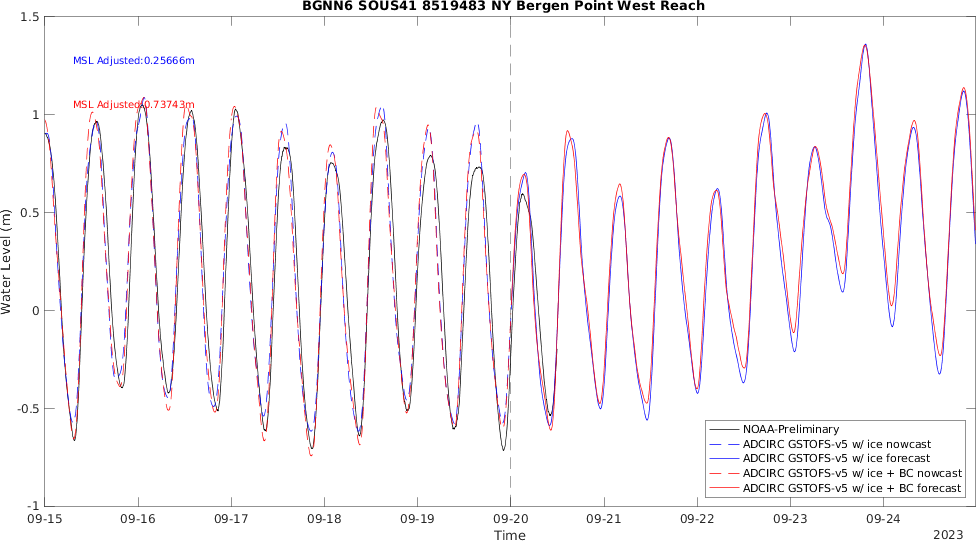 BGNN6 SOUS41 8519483 NY Bergen Point West Reach
1.5
1
0.5
0
-0.5
-1
Water Level (m)
MSL Adjusted:0.25666m
MSL Adjusted:0.73743m
NOAA-Preliminary
ADCIRC GSTOFS-v5 w/ ice nowcast
ADCIRC GSTOFS-v5 w/ ice forecast
ADCIRC GSTOFS-v5 w/ ice + BC nowcast
ADCIRC GSTOFS-v5 w/ ice + BC forecast
09-15 09-16 09-17 09-18 09-19 09-20 09-21 09-22 09-23 09-24
Time
2023